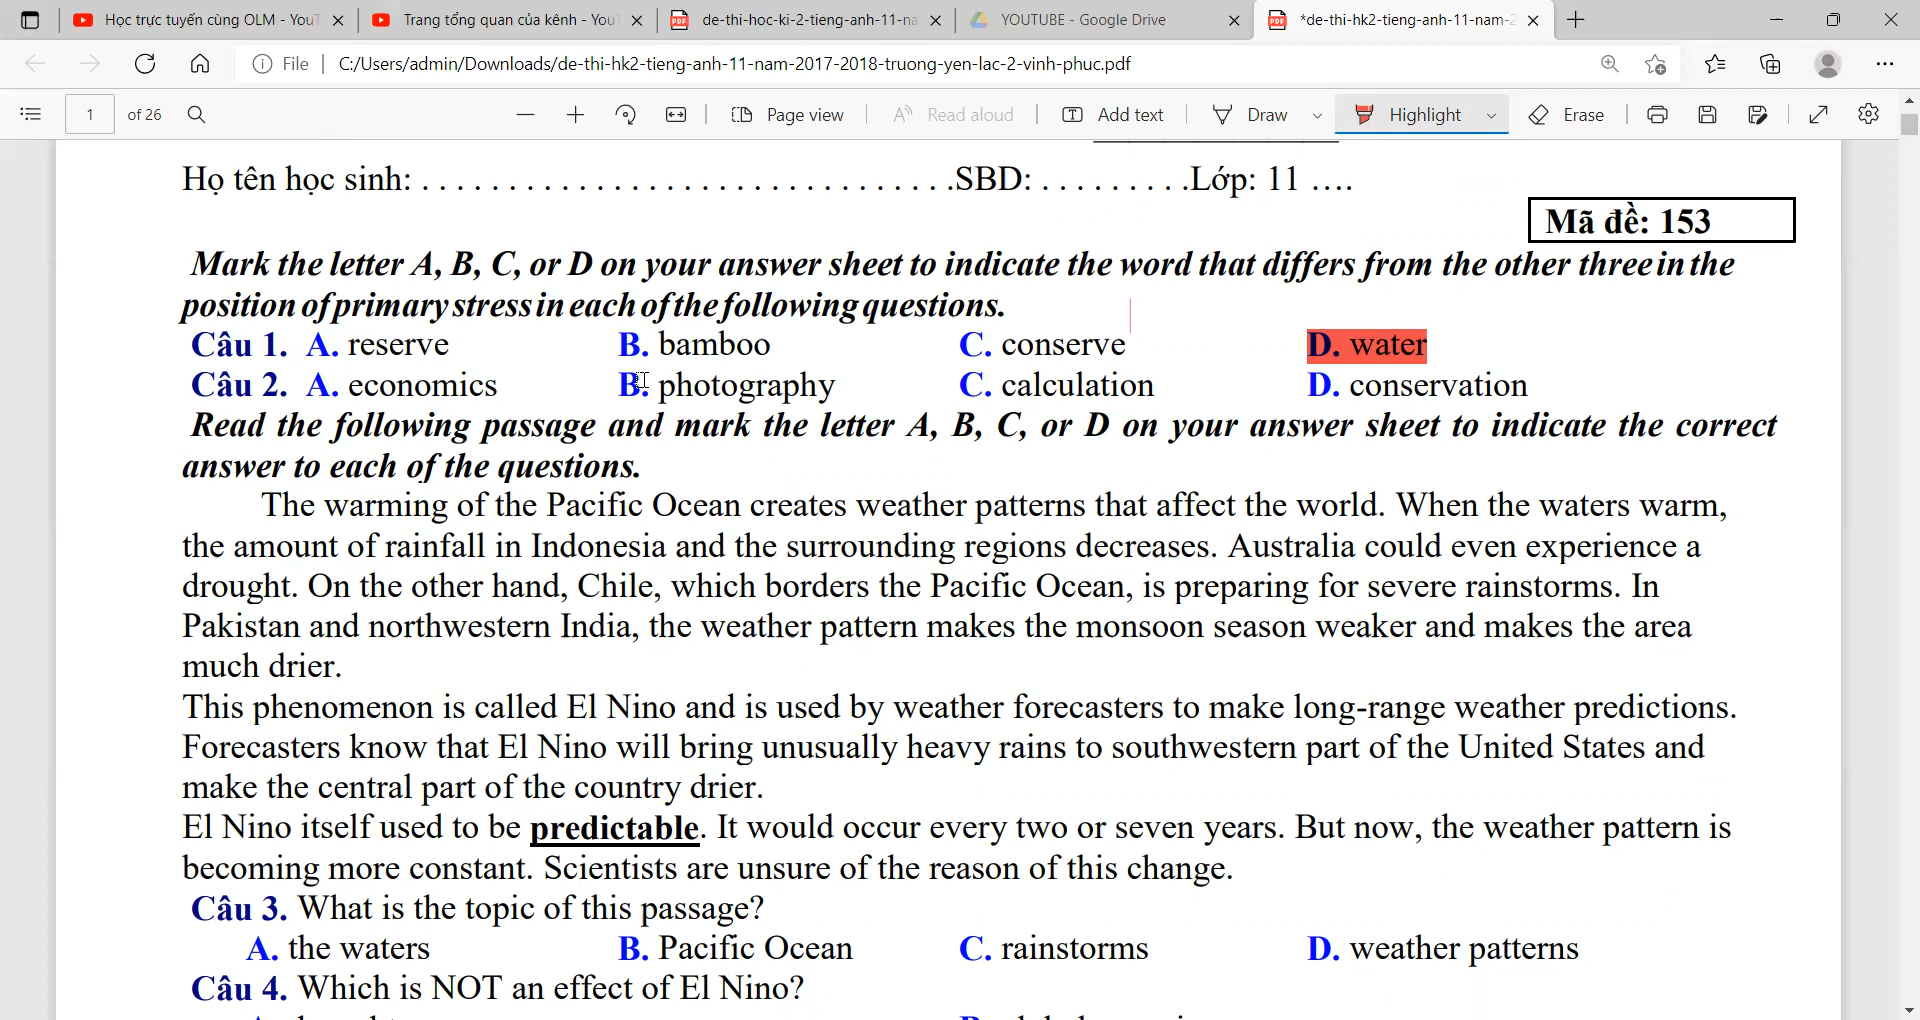 Học trực tuyến cùng OLM - YouT
Trang tổng quan của kênh - You
de-thi-hoc-ki-2-tieng-anh-11-na
YOUTUBE - Google Drive
*de-thi-hk2-tieng-anh-11-nam-2
File
C:/Users/admin/Downloads/de-thi-hk2-tieng-anh-11-nam-2017-2018-truong-yen-lac-2-vinh-phuc.pdf
1 of 26
Page view
Read aloud
Add text
Draw
Highlight
Erase
Họ tên học sinh: . . . . . . . . . . . . . . . . . . . . . . . . . . . . . . .SBD: . . . . . . . . .Lớp: 11 ....
Mã đề: 153
Mark the letter A, B, C, or D on your answer sheet to indicate the word that differs from the other three in the
position of primary stress in each of the following questions.
Câu 1. A. reserve B. bamboo C. conserve D. water
Câu 2. A. economics B. photography C. calculation D. conservation
Read the following passage and mark the letter A, B, C, or D on your answer sheet to indicate the correct
answer to each of the questions.
The warming of the Pacific Ocean creates weather patterns that affect the world. When the waters warm,
the amount of rainfall in Indonesia and the surrounding regions decreases. Australia could even experience a
drought. On the other hand, Chile, which borders the Pacific Ocean, is preparing for severe rainstorms. In
Pakistan and northwestern India, the weather pattern makes the monsoon season weaker and makes the area
much drier.
This phenomenon is called El Nino and is used by weather forecasters to make long-range weather predictions.
Forecasters know that El Nino will bring unusually heavy rains to southwestern part of the United States and
make the central part of the country drier.
El Nino itself used to be predictable. It would occur every two or seven years. But now, the weather pattern is
becoming more constant. Scientists are unsure of the reason of this change.
Câu 3. What is the topic of this passage?
A. the waters B. Pacific Ocean C. rainstorms D. weather patterns
Câu 4. Which is NOT an effect of El Nino?